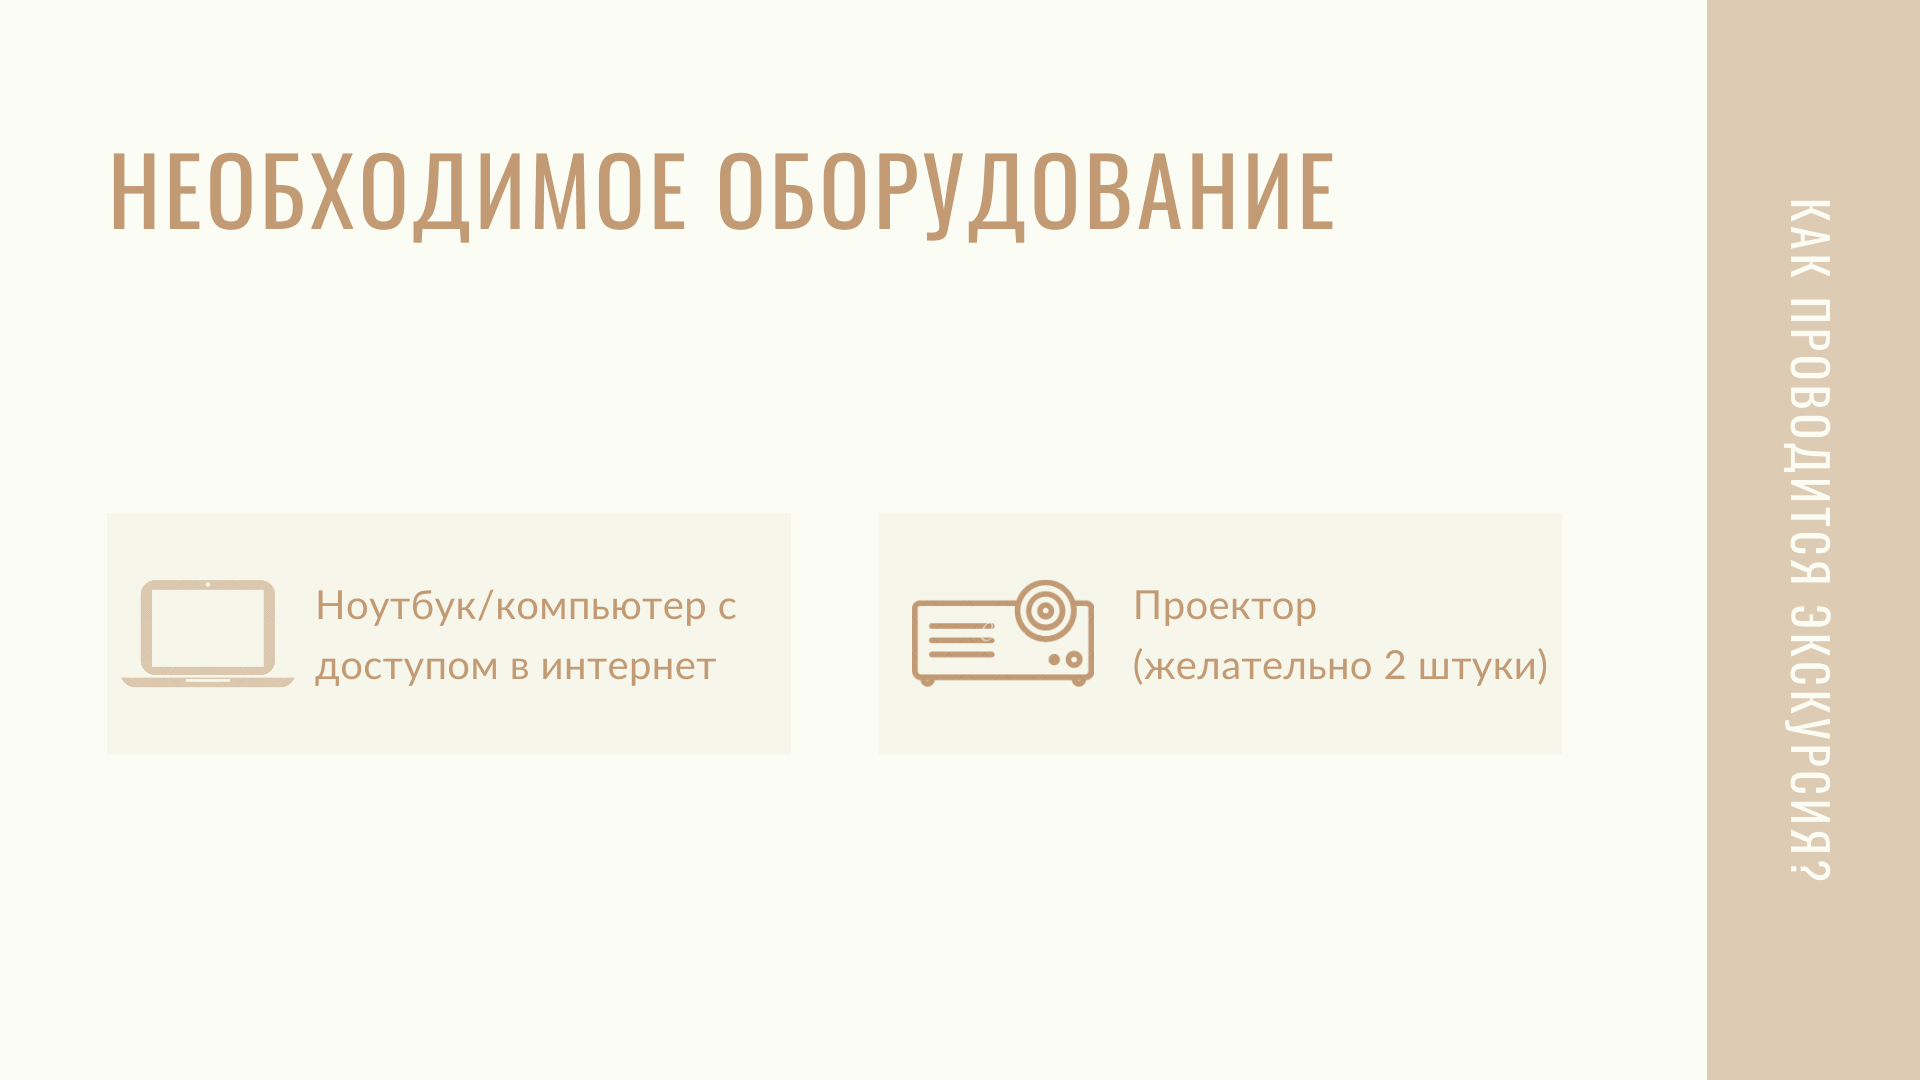 НЕОБХОДИМОЕ ОБОРУДОВАНИЕ
Ноутбук/компьютер с
доступом в интернет
Проектор
(желательно 2 штуки)
КАК ПРОВОДИТСЯ ЭКСКУРСИЯ?